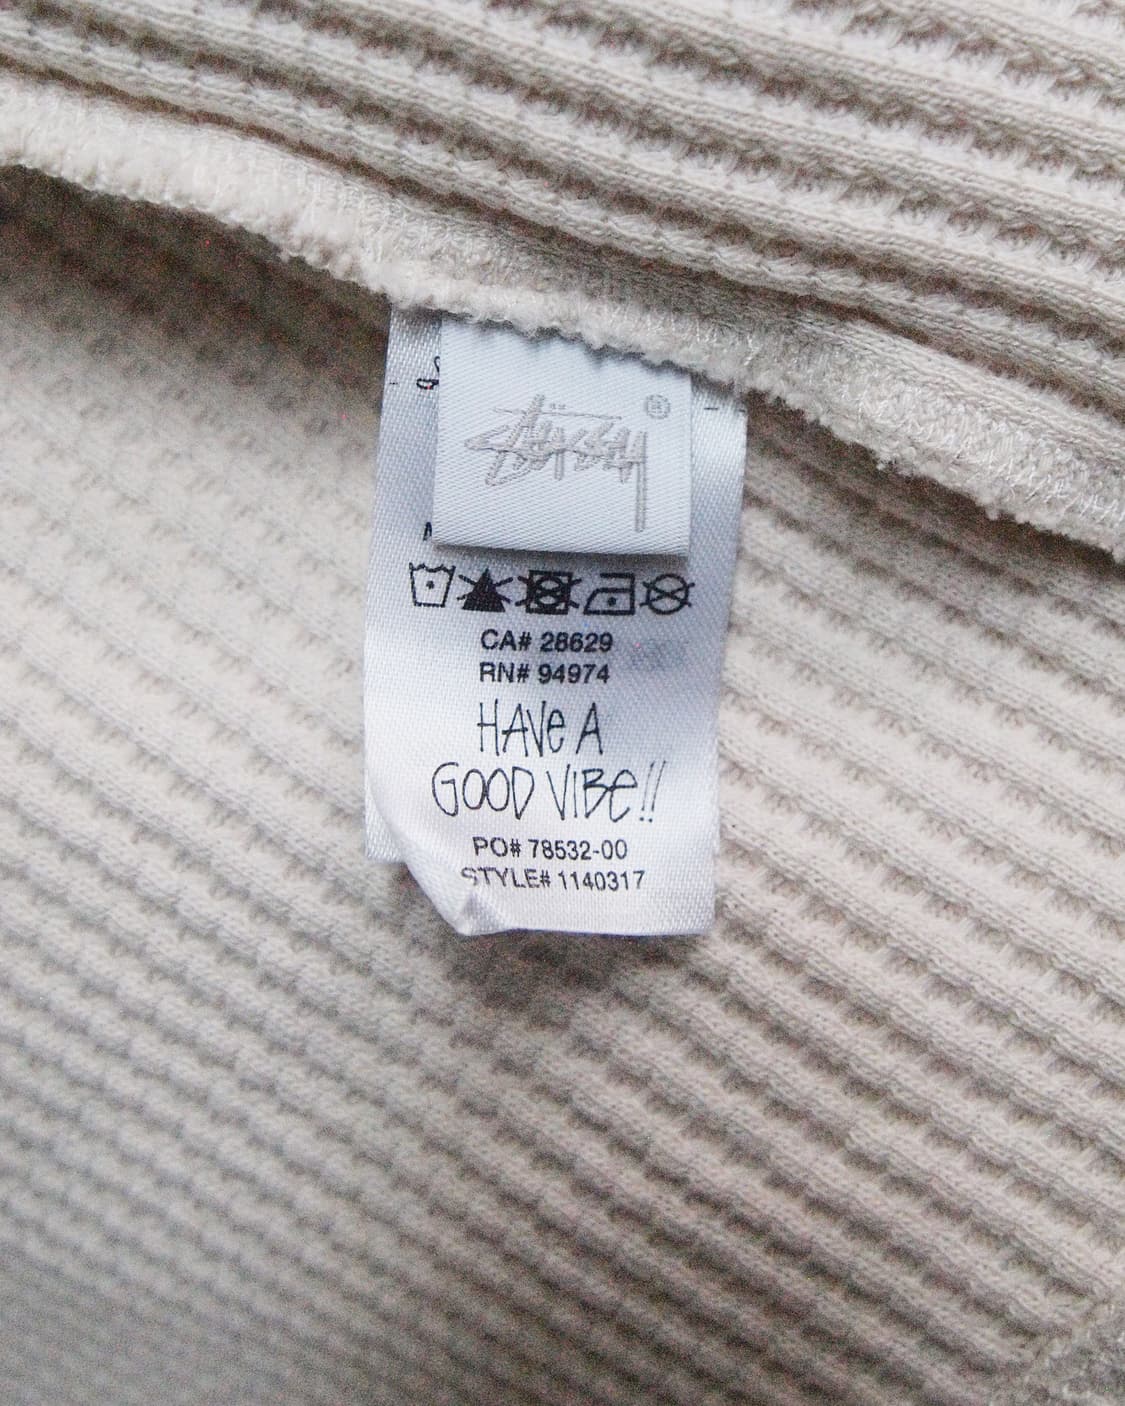 Stüssy ®
CA# 28629
RN# 94974
HAVE A
GOOD VIBE!!
PO# 78532-00
STYLE# 1140317